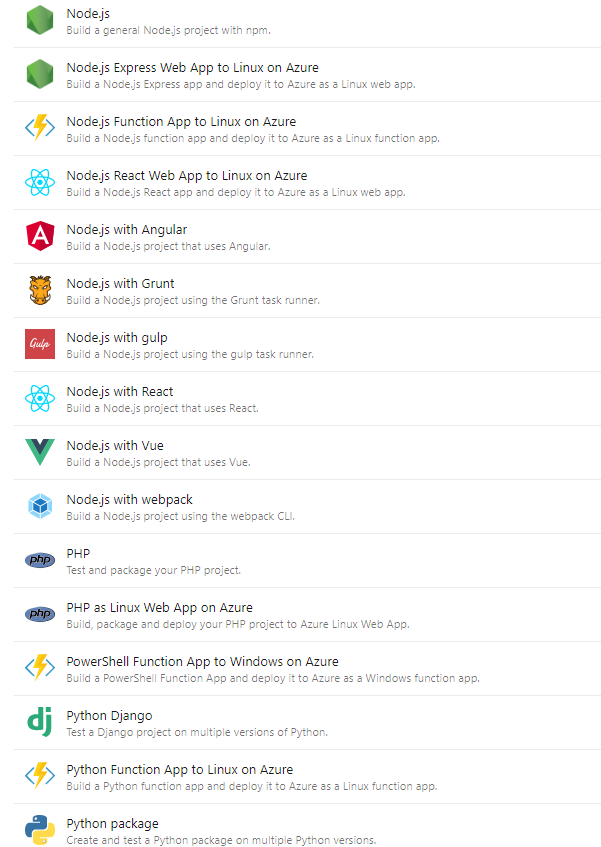 Node.js
Build a general Node.js project with npm.
Node.js Express Web App to Linux on Azure
Build a Node.js Express app and deploy it to Azure as a Linux web app.
Node.js Function App to Linux on Azure
Build a Node.js function app and deploy it to Azure as a Linux function app.
Node.js React Web App to Linux on Azure
Build a Node.js React app and deploy it to Azure as a Linux web app.
A
Node.js with Angular
Build a Node.js project that uses Angular.
Node.js with Grunt
Build a Node.js project using the Grunt task runner.
Gulp
Node.js with gulp
Build a Node.js project using the gulp task runner.
Node.js with React
Build a Node.js project that uses React.
Node.js with Vue
Build a Node.js project that uses Vue.
Node.js with webpack
Build a Node.js project using the webpack CLI.
php
PHP
Test and package your PHP project.
php
PHP as Linux Web App on Azure
Build, package and deploy your PHP project to Azure Linux Web App.
PowerShell Function App to Windows on Azure
Build a PowerShell Function App and deploy it to Azure as a Windows function app.
dj
Python Django
Test a Django project on multiple versions of Python.
Python Function App to Linux on Azure
Build a Python function app and deploy it to Azure as a Linux function app.
Python package
Create and test a Python package on multiple Python versions.